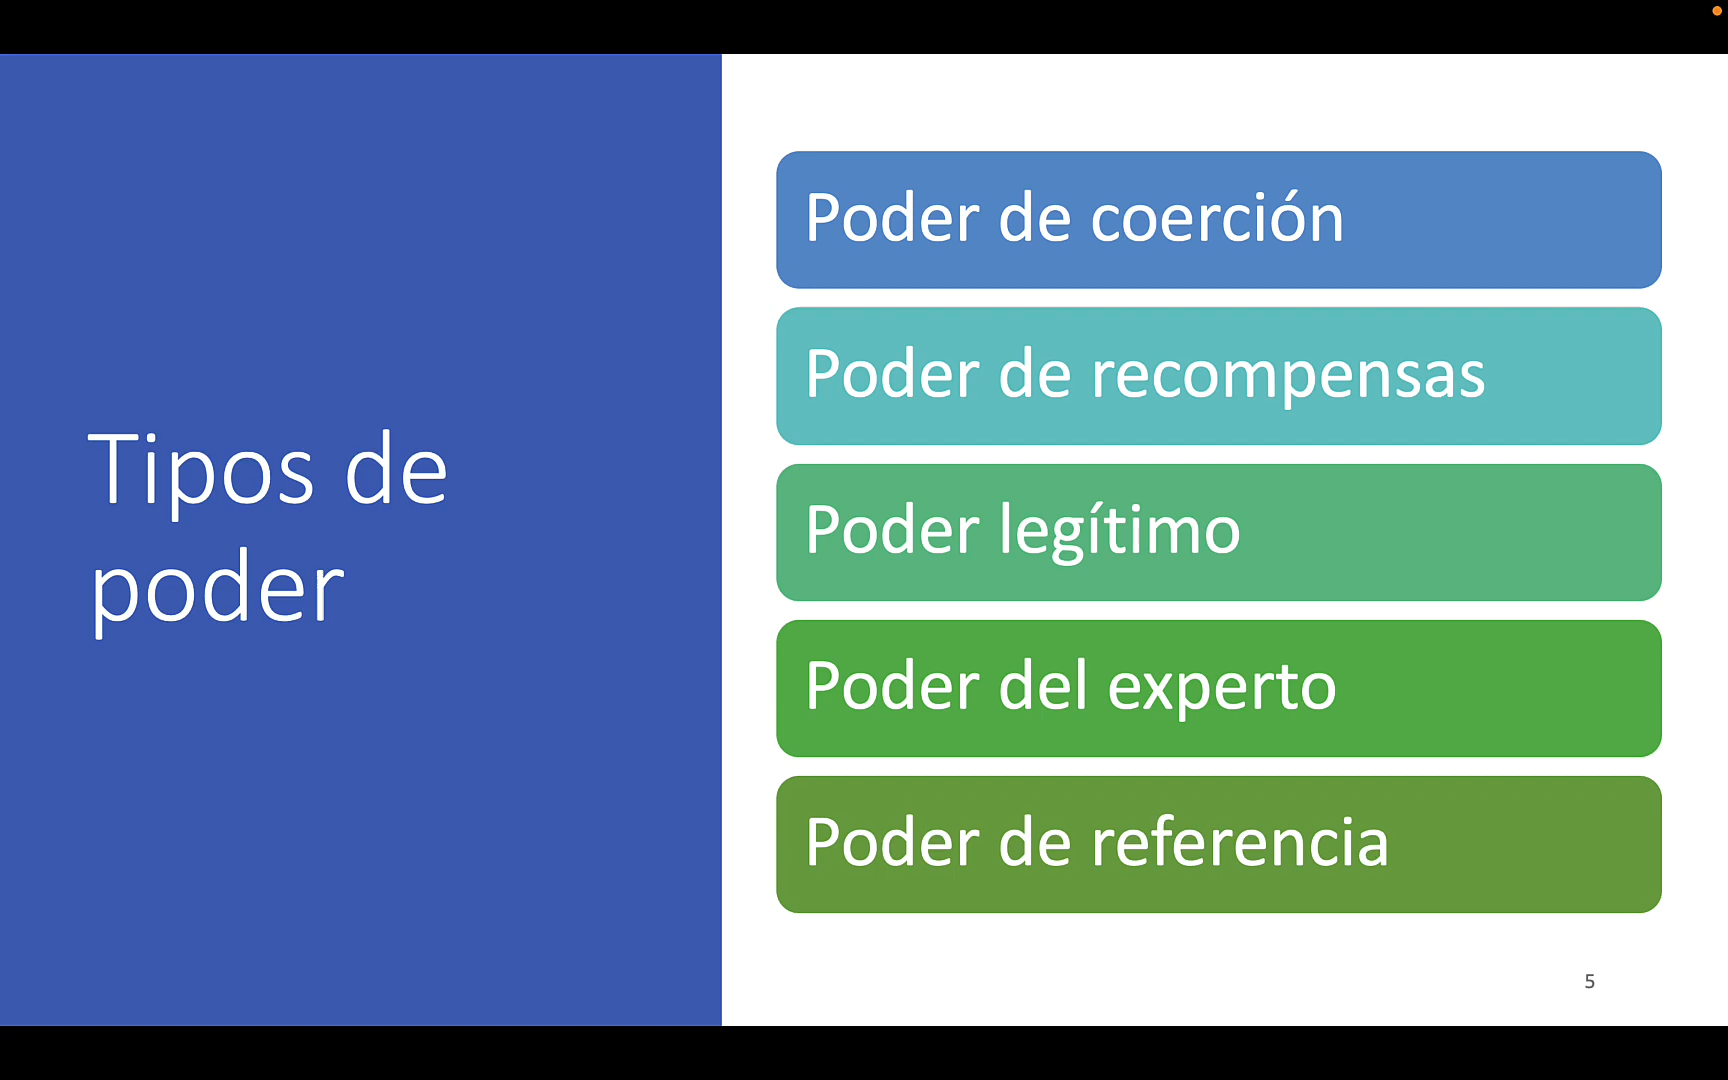 Tipos de
poder
Poder de coerción
Poder de recompensas
Poder legítimo
Poder del experto
Poder de referencia
5